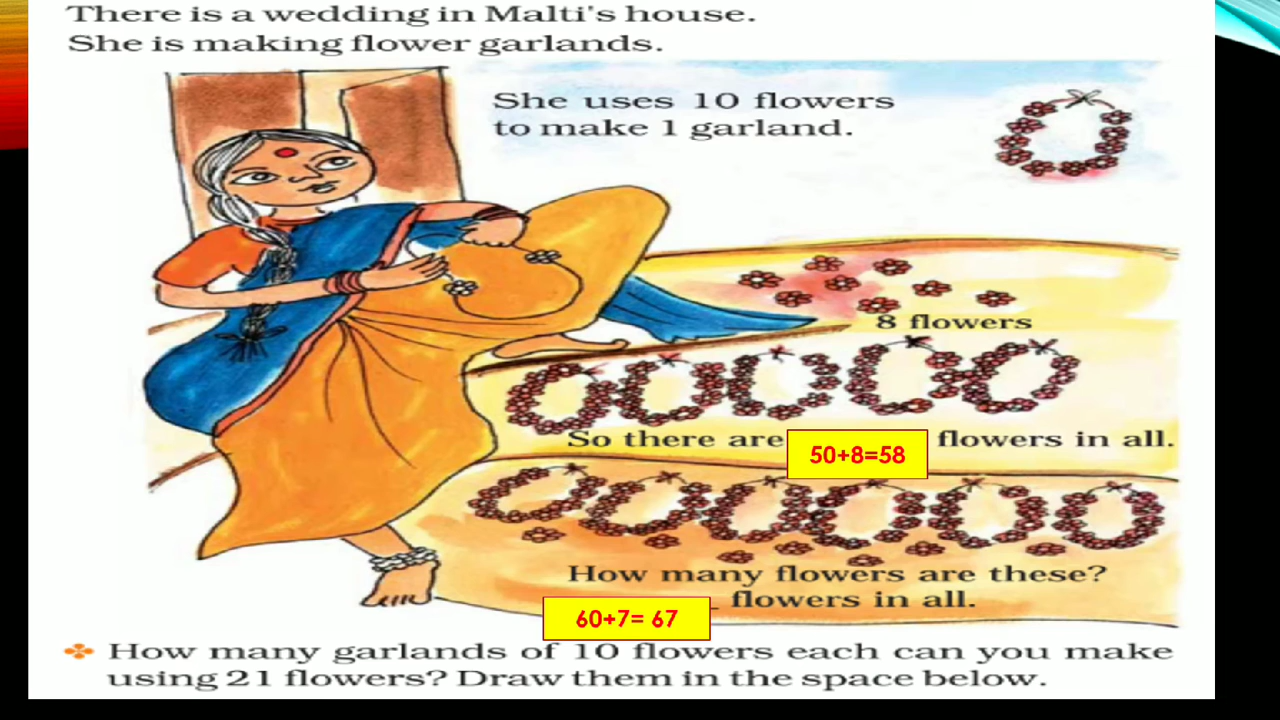 There is a wedding in Malti's house.
She is making flower garlands.
She uses 10 flowers
to make 1 garland.
8 flowers
So there are 50+8=58 flowers in all.
How many flowers are these?
60+7= 67 _ flowers in all.
How many garlands of 10 flowers each can you make
using 21 flowers? Draw them in the space below.